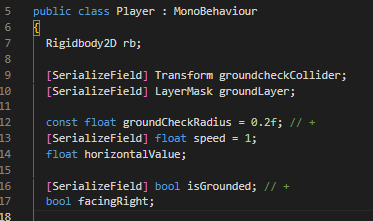 5 public class Player : MonoBehaviour
6 {
7 Rigidbody2D rb;
8
9 [SerializeField] Transform groundcheckCollider;
10 [SerializeField] LayerMask groundLayer;
11
12 const float groundCheckRadius = 0.2f; // +
13 [SerializeField] float speed = 1;
14 float horizontalValue;
15
16 [SerializeField] bool isGrounded; // +
17 bool facingRight;
18